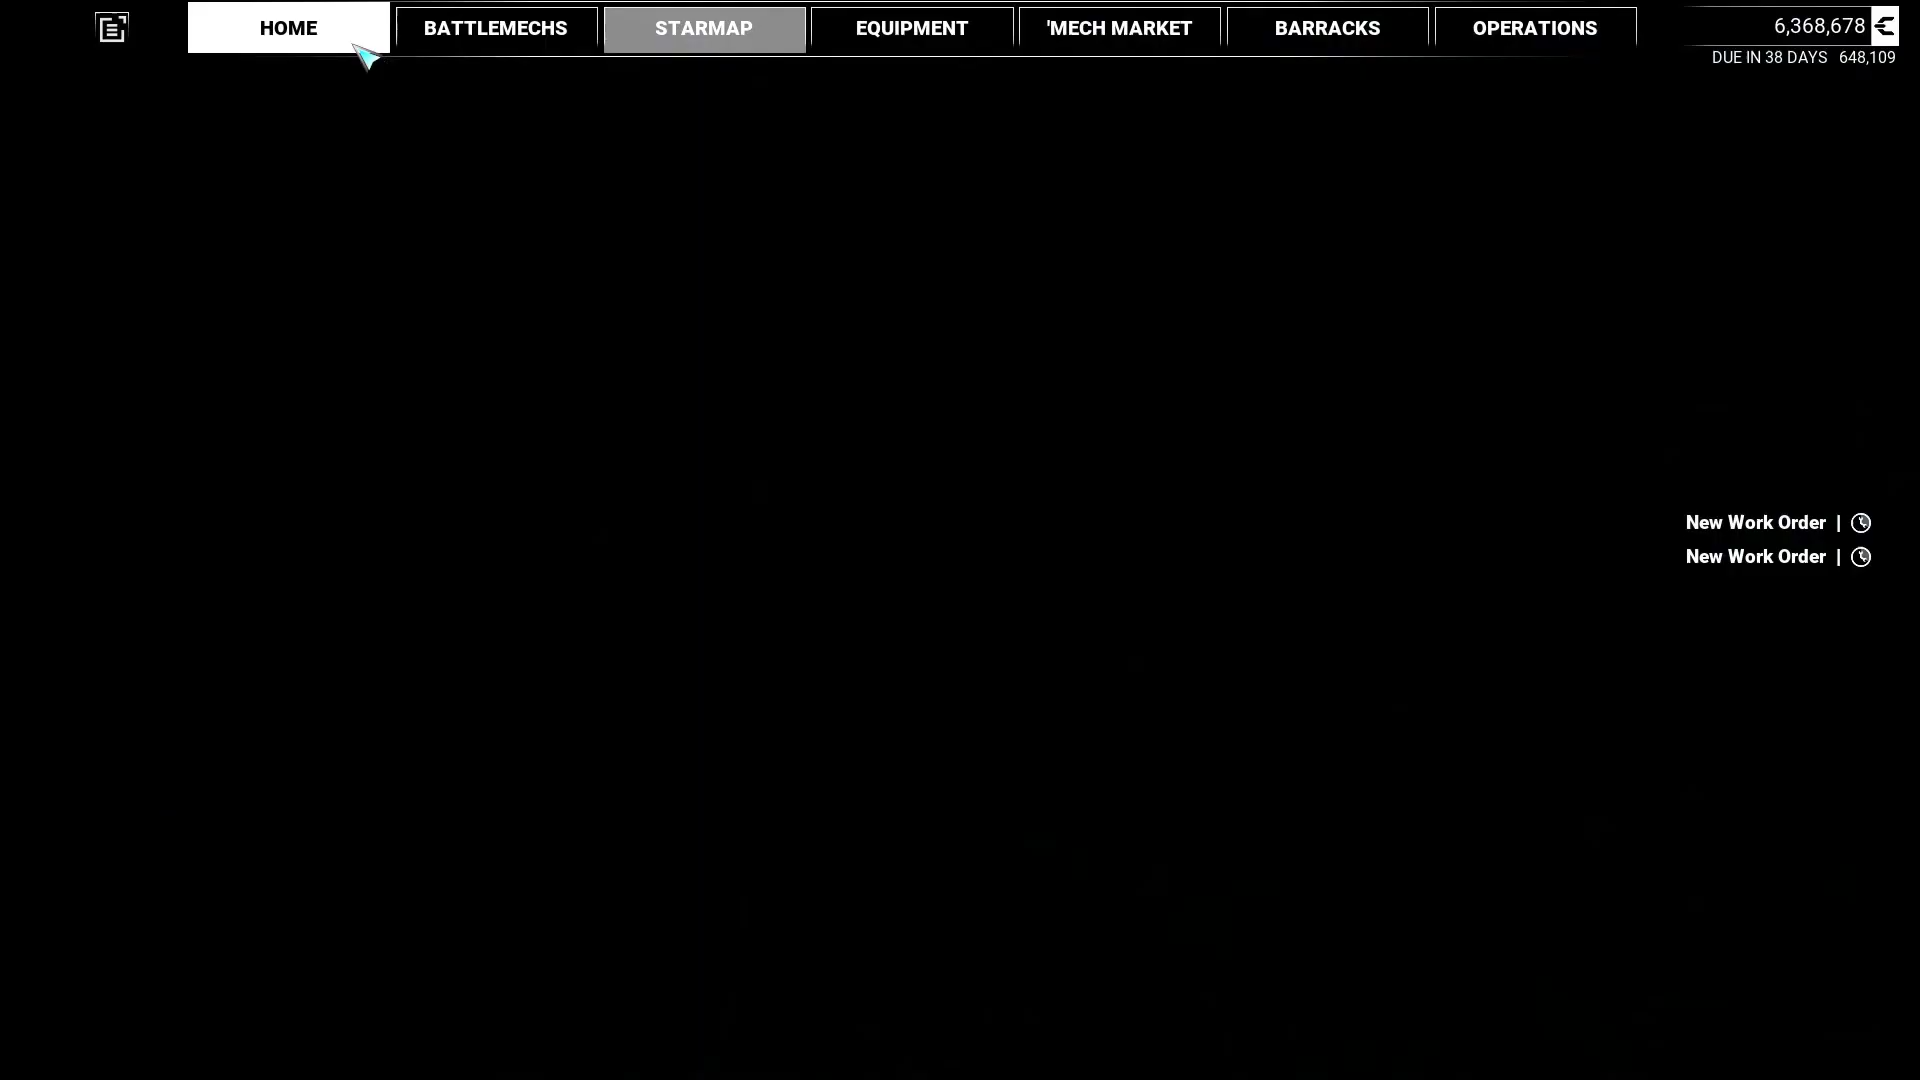 HOME
BATTLEMECHS
STARMAP
EQUIPMENT
'MECH MARKET
BARRACKS
OPERATIONS
6,368,678
DUE IN 38 DAYS 648,109
New Work Order |
New Work Order |